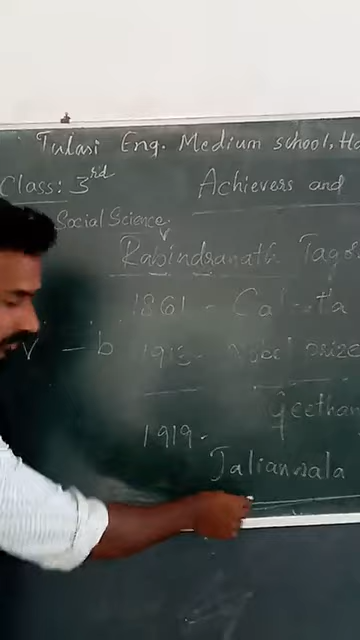 Tulasi Eng. Medium school, Ha
Class: 3rd Achievers and
Social Science
Rabindranath Tagor
1861 - Calcutta
v - b 1913 - Nobel prize
Geethan
1919 -
Jalianwala